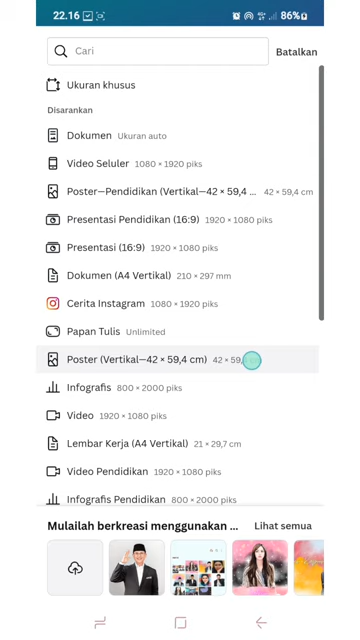 22.16
86%
Cari
Batalkan
Ukuran khusus
Disarankan
Dokumen Ukuran auto
Video Seluler 1080 × 1920 piks
Poster—Pendidikan (Vertikal—42 × 59,4 ... 42 × 59,4 cm
Presentasi Pendidikan (16:9) 1920 × 1080 piks
Presentasi (16:9) 1920 × 1080 piks
Dokumen (A4 Vertikal) 210 × 297 mm
Cerita Instagram 1080 × 1920 piks
Papan Tulis Unlimited
Poster (Vertikal—42 × 59,4 cm) 42 × 59,4 cm
Infografis 800 × 2000 piks
Video 1920 × 1080 piks
Lembar Kerja (A4 Vertikal) 21 × 29,7 cm
Video Pendidikan 1920 × 1080 piks
Infografis Pendidikan 800 × 2000 piks
Mulailah berkreasi menggunakan ... Lihat semua